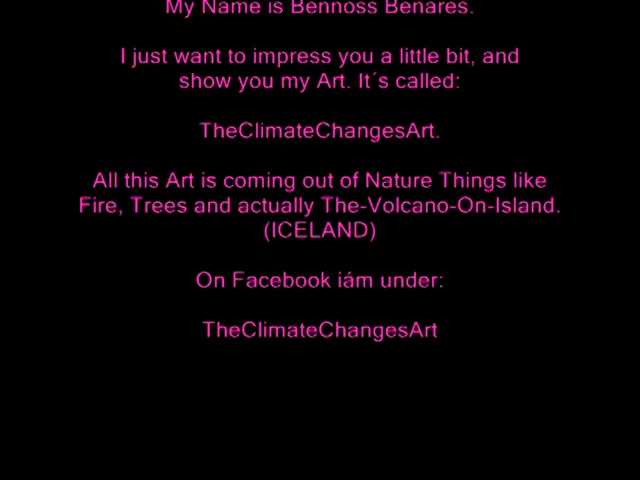 My Name is Bennoss Benares.
I just want to impress you a little bit, and
show you my Art. It´s called:
TheClimateChangesArt.
All this Art is coming out of Nature Things like
Fire, Trees and actually The-Volcano-On-Island.
(ICELAND)
On Facebook iám under:
TheClimateChangesArt